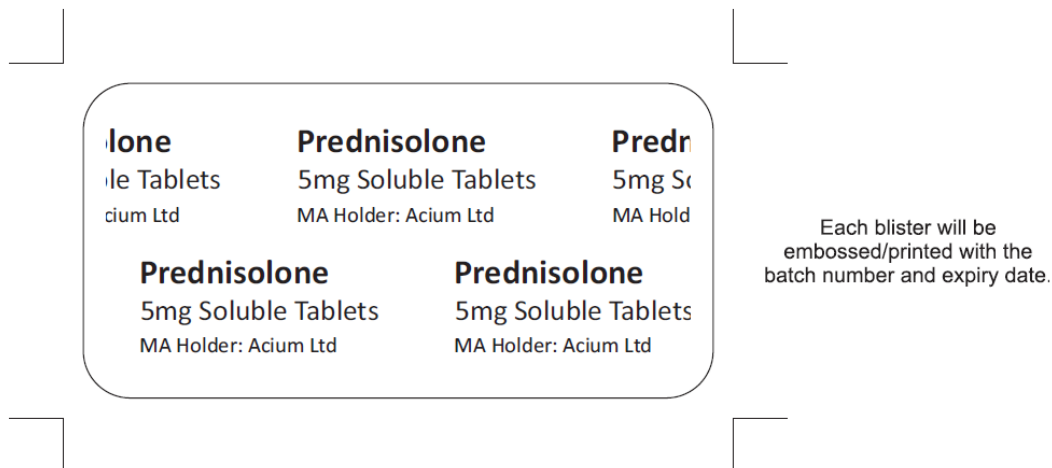 lone Prednisolone Predn
le Tablets 5mg Soluble Tablets 5mg So
cium Ltd MA Holder: Acium Ltd MA Hold
Prednisolone Prednisolone
5mg Soluble Tablets 5mg Soluble Tablets
MA Holder: Acium Ltd MA Holder: Acium Ltd
Each blister will be
embossed/printed with the
batch number and expiry date.